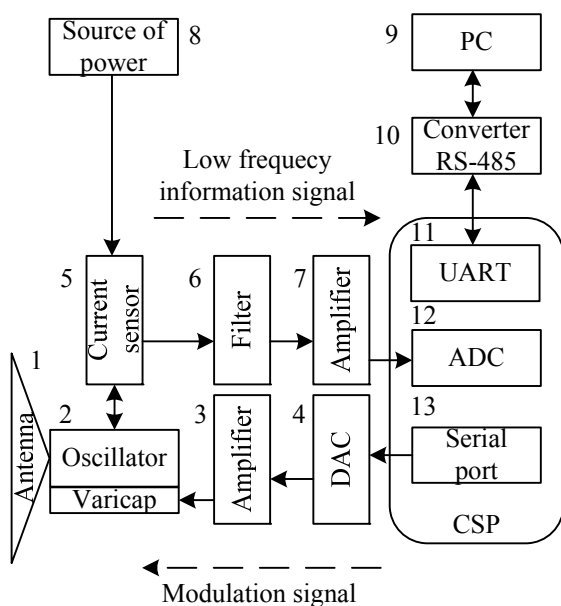 Source of
power
8
9
PC
10
Converter
RS-485
Low frequecy
information signal
5
Current
sensor
6
Filter
7
Amplifier
11
UART
12
ADC
1
Antenna
2
Oscillator
Varicap
3
Amplifier
4
DAC
13
Serial
port
CSP
Modulation signal